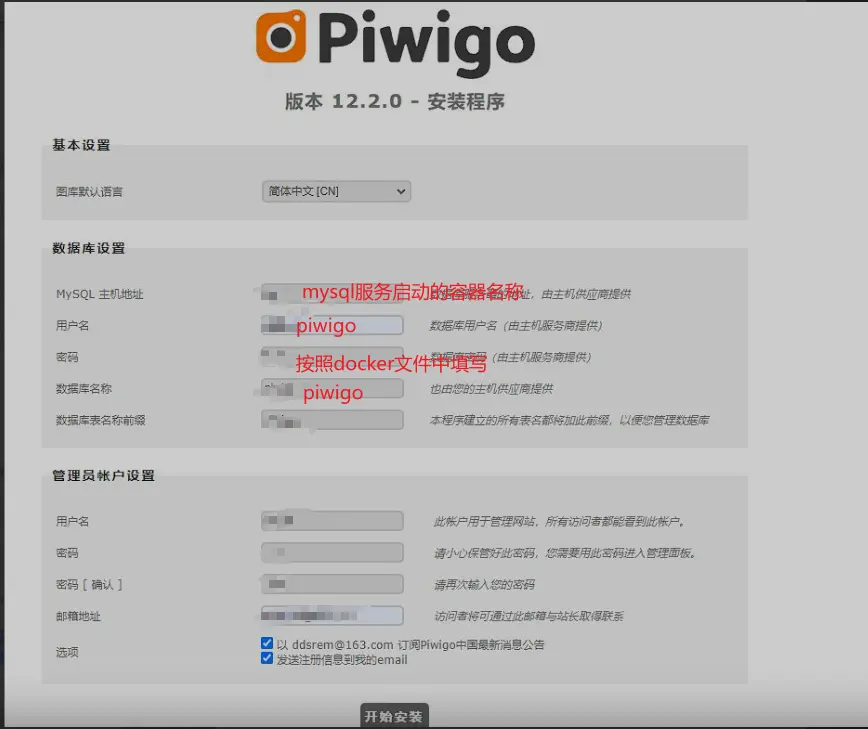 Piwigo
版本 12.2.0 - 安装程序
基本设置
图库默认语言 简体中文 [CN]
数据库设置
MySQL 主机地址 mysql服务启动的容器名称 址，由主机供应商提供
用户名 piwigo 数据库用户名（由主机服务商提供）
密码 按照docker文件中填写 数据库密码（由主机服务商提供）
数据库名称 piwigo 也由您的主机供应商提供
数据库表名称前缀 本程序建立的所有表名都将加此前缀，以便您管理数据库
管理员帐户设置
用户名 此帐户用于管理网站，所有访问者都能看到此帐户。
密码 请小心保管好此密码，您需要用此密码进入管理面板。
密码 [ 确认 ] 请再次输入您的密码
邮箱地址 访问者将可通过此邮箱与站长取得联系
选项 以 ddsrem@163.com 订阅Piwigo中国最新消息公告
发送注册信息到我的email
开始安装